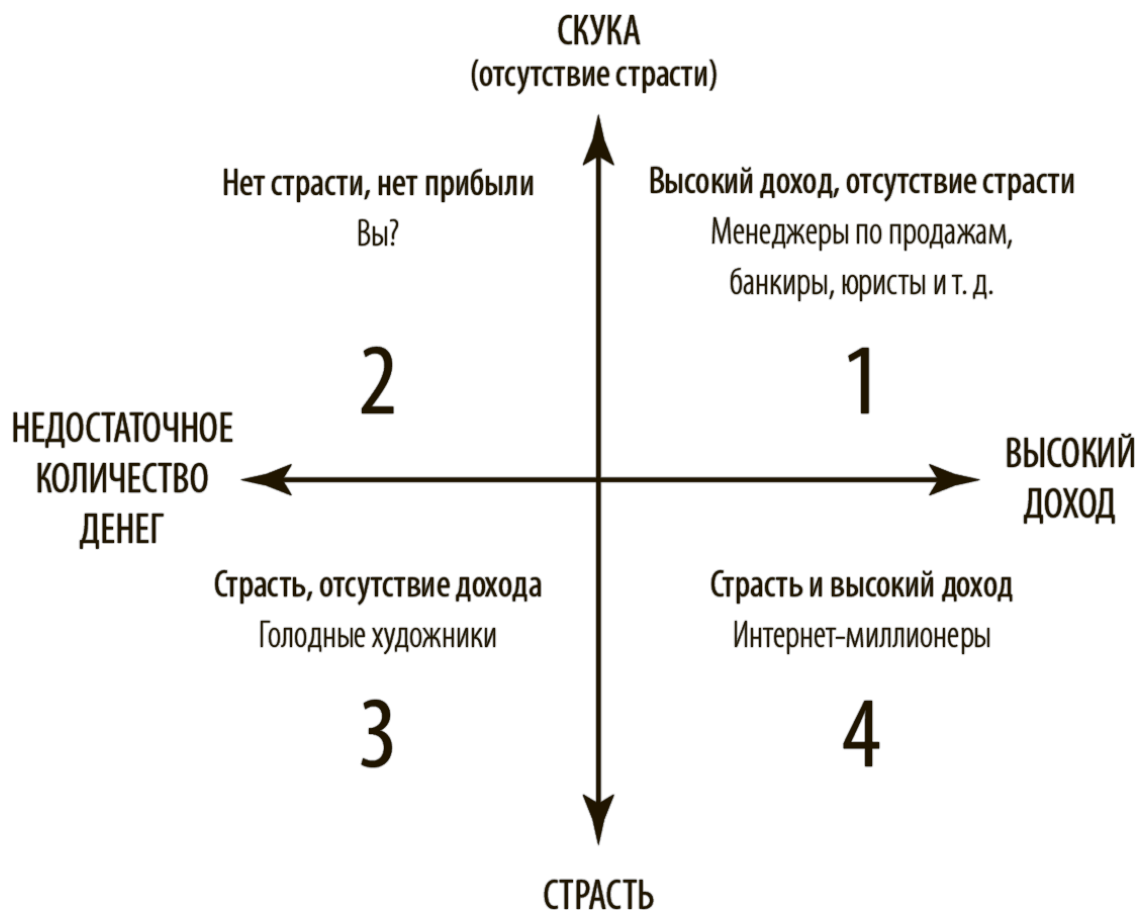 СКУКА
(отсутствие страсти)
Нет страсти, нет прибыли
Вы?
2
Высокий доход, отсутствие страсти
Менеджеры по продажам,
банкиры, юристы и т. д.
1
НЕДОСТАТОЧНОЕ
КОЛИЧЕСТВО
ДЕНЕГ
ВЫСОКИЙ
ДОХОД
Страсть, отсутствие дохода
Голодные художники
3
Страсть и высокий доход
Интернет-миллионеры
4
СТРАСТЬ